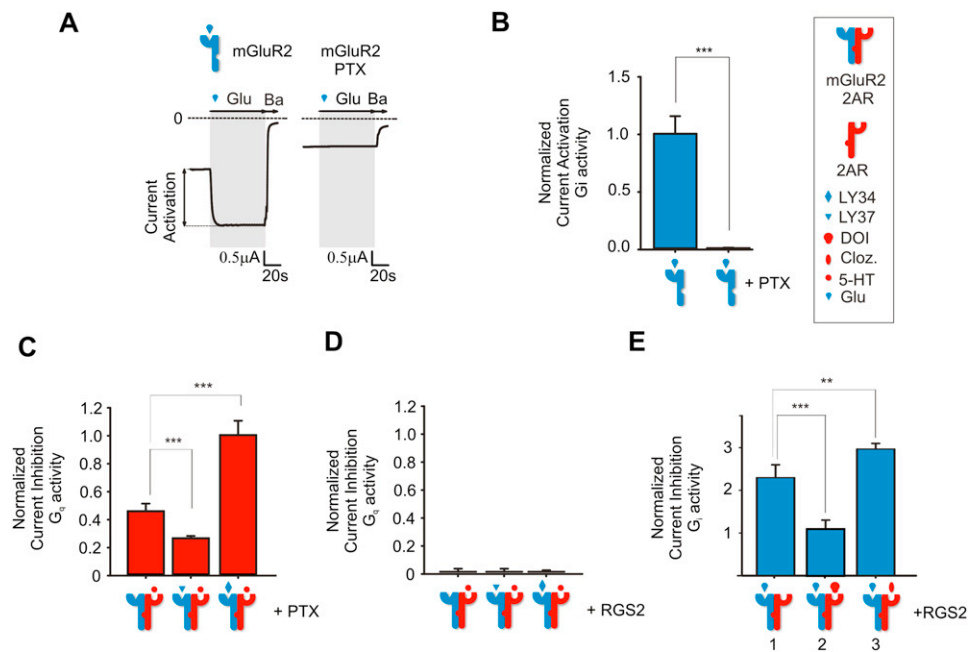 A
mGluR2
mGluR2
PTX
Glu Ba
Glu Ba
0
Current
Activation
0.5μA
20s
0.5μA
20s
B
***
Normalized
Current Activation
Gi activity
1.5
1.0
0.5
0.0
+ PTX
mGluR2
2AR
2AR
LY34
LY37
DOI
Cloz.
5-HT
Glu
C
***
***
Normalized
Current Inhibition
Gq activity
1.2
1.0
0.8
0.6
0.4
0.2
0
+ PTX
D
Normalized
Current Inhibition
Gq activity
1.2
1.0
0.8
0.6
0.4
0.2
0
+ RGS2
E
**
***
Normalized
Current Inhibition
Gi activity
3
2
1
+RGS2
1 2 3